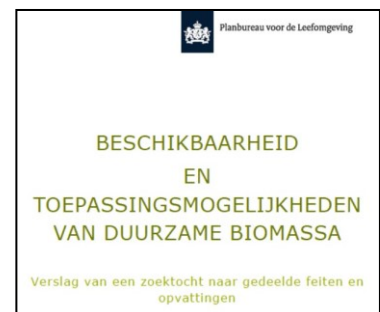 Planbureau voor de Leefomgeving
BESCHIKBAARHEID
EN
TOEPASSINGSMOGELIJKHEDEN
VAN DUURZAME BIOMASSA
Verslag van een zoektocht naar gedeelde feiten en
opvattingen